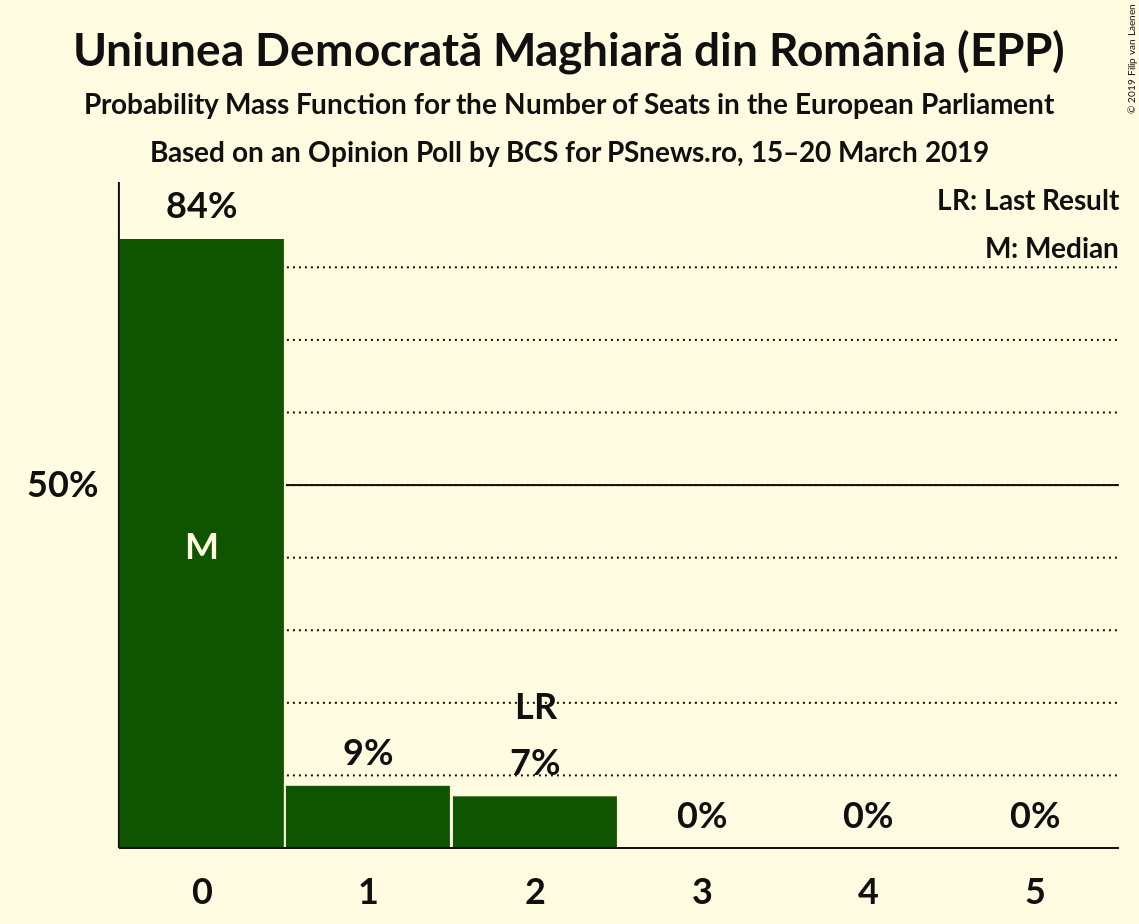 Uniunea Democrată Maghiară din România (EPP)
Probability Mass Function for the Number of Seats in the European Parliament
Based on an Opinion Poll by BCS for PSnews.ro, 15–20 March 2019
© 2019 Filip van Laenen
LR: Last Result
M: Median
84%
50%
M
LR
9%
7%
0%
0%
0%
0
1
2
3
4
5